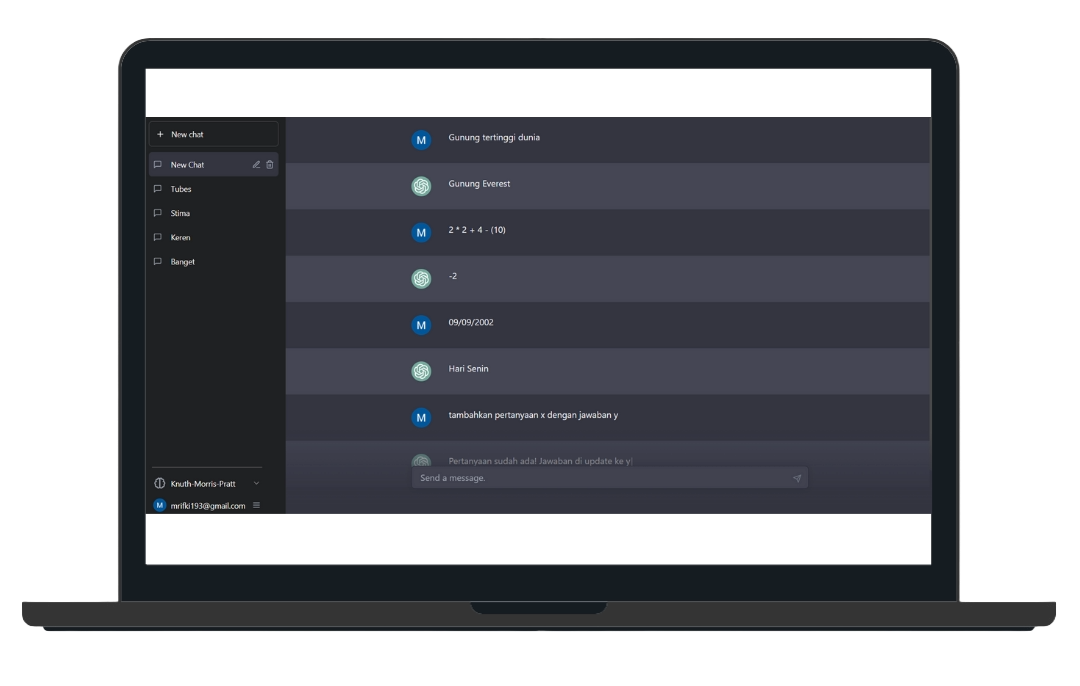 + New chat
New Chat
Tubes
Stima
Keren
Banget
Knuth-Morris-Pratt
M mrifki193@gmail.com
M Gunung tertinggi dunia
Gunung Everest
M 2 * 2 + 4 - (10)
-2
M 09/09/2002
Hari Senin
M tambahkan pertanyaan x dengan jawaban y
Pertanyaan sudah ada! Jawaban di update ke y|
Send a message.